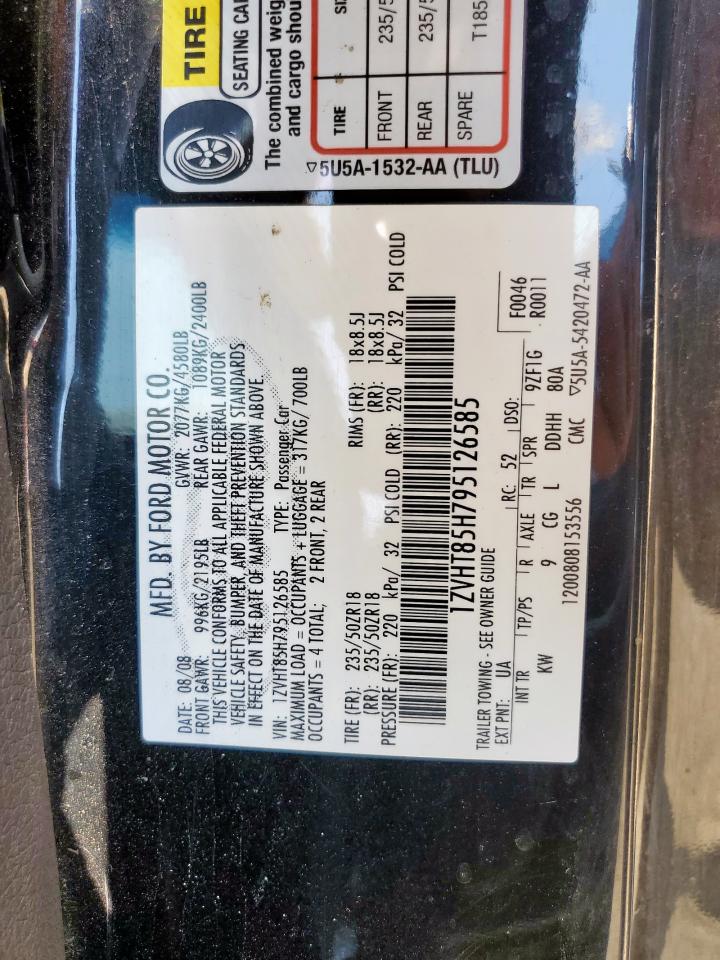 MFD. BY FORD MOTOR CO.
DATE: 08/08 GVWR: 2077KG/4580LB
FRONT GAWR: 996KG/2195LB REAR GAWR: 1089KG/2400LB
THIS VEHICLE CONFORMS TO ALL APPLICABLE FEDERAL MOTOR
VEHICLE SAFETY, BUMPER, AND THEFT PREVENTION STANDARDS
IN EFFECT ON THE DATE OF MANUFACTURE SHOWN ABOVE.
VIN: 1ZVHT85H795126585 TYPE: Passenger Car
MAXIMUM LOAD = OCCUPANTS + LUGGAGE = 317KG/700LB
OCCUPANTS = 4 TOTAL; 2 FRONT, 2 REAR
TIRE (FR): 235/50ZR18 RIMS (FR): 18x8.5J
(RR): 235/50ZR18 (RR): 18x8.5J
PRESSURE (FR): 220 kPa/ 32 PSI COLD (RR): 220 kPa/ 32 PSI COLD
1ZVHT85H795126585
TRAILER TOWING - SEE OWNER GUIDE
F0046
EXT PNT: UA RC: 52 DSO: R0011
INT TR TP/PS R AXLE TR SPR 9ZF1G
KW 9 CG L DDHH 80A
1200808153556 CMC ▽5U5A-5420472-AA
TIRE
SEATING CA
The combined weig
and cargo shou
TIRE SI
FRONT 235/5
REAR 235/5
SPARE T185
▽5U5A-1532-AA (TLU)